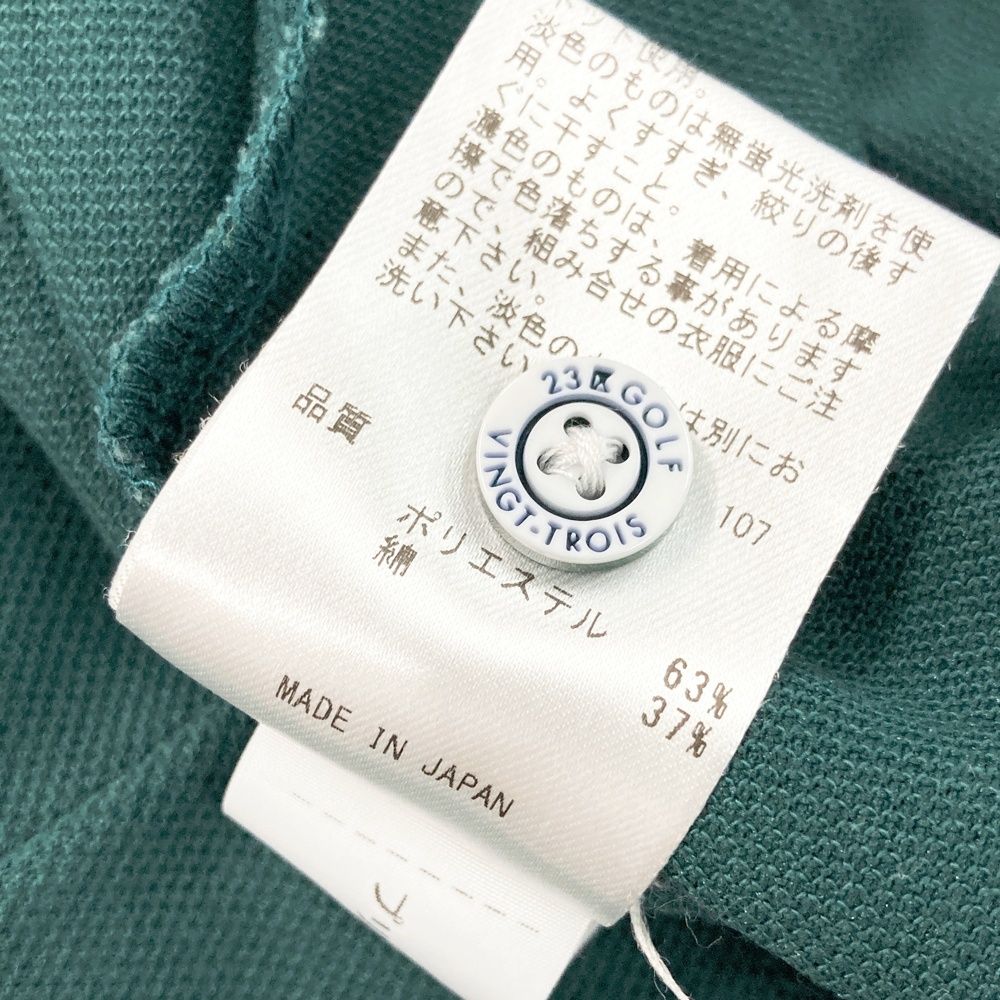 ト使用。
淡色のものは無蛍光洗剤を使
用。よくすすぎ、絞りの後す
ぐに干すこと。
濃色のものは、着用による摩
擦で色落ちする事があります
ので、組み合せの衣服にご注
意下さい。
また、淡色の は別にお
洗い下さい
107
品質
ポリエステル 63%
綿 37%
MADE IN JAPAN
23区GOLF
VINGT-TROIS